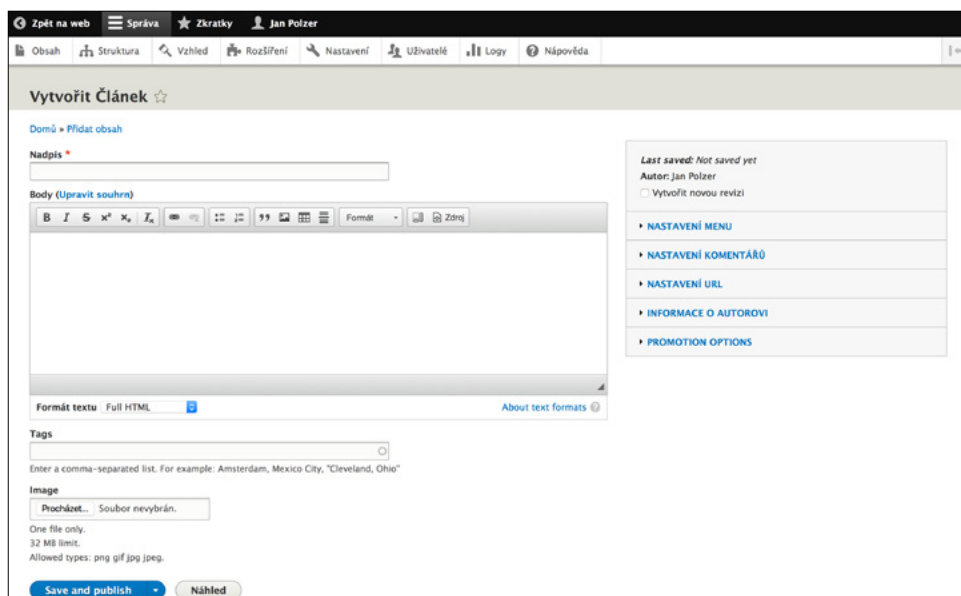 Zpět na web Správa Zkratky Jan Polzer
Obsah Struktura Vzhled Rozšíření Nastavení Uživatelé Logy Nápověda
Vytvořit Článek
Domů » Přidat obsah
Nadpis *
Body (Upravit souhrn)
B I S x² xₓ Iₓ Formát Zdroj
Formát textu Full HTML About text formats
Tags
Enter a comma-separated list. For example: Amsterdam, Mexico City, "Cleveland, Ohio"
Image
Procházet... Soubor nevybrán.
One file only.
32 MB limit.
Allowed types: png gif jpg jpeg.
Save and publish Náhled
Last saved: Not saved yet
Autor: Jan Polzer
Vytvořit novou revizi
NASTAVENÍ MENU
NASTAVENÍ KOMENTÁŘŮ
NASTAVENÍ URL
INFORMACE O AUTOROVI
PROMOTION OPTIONS